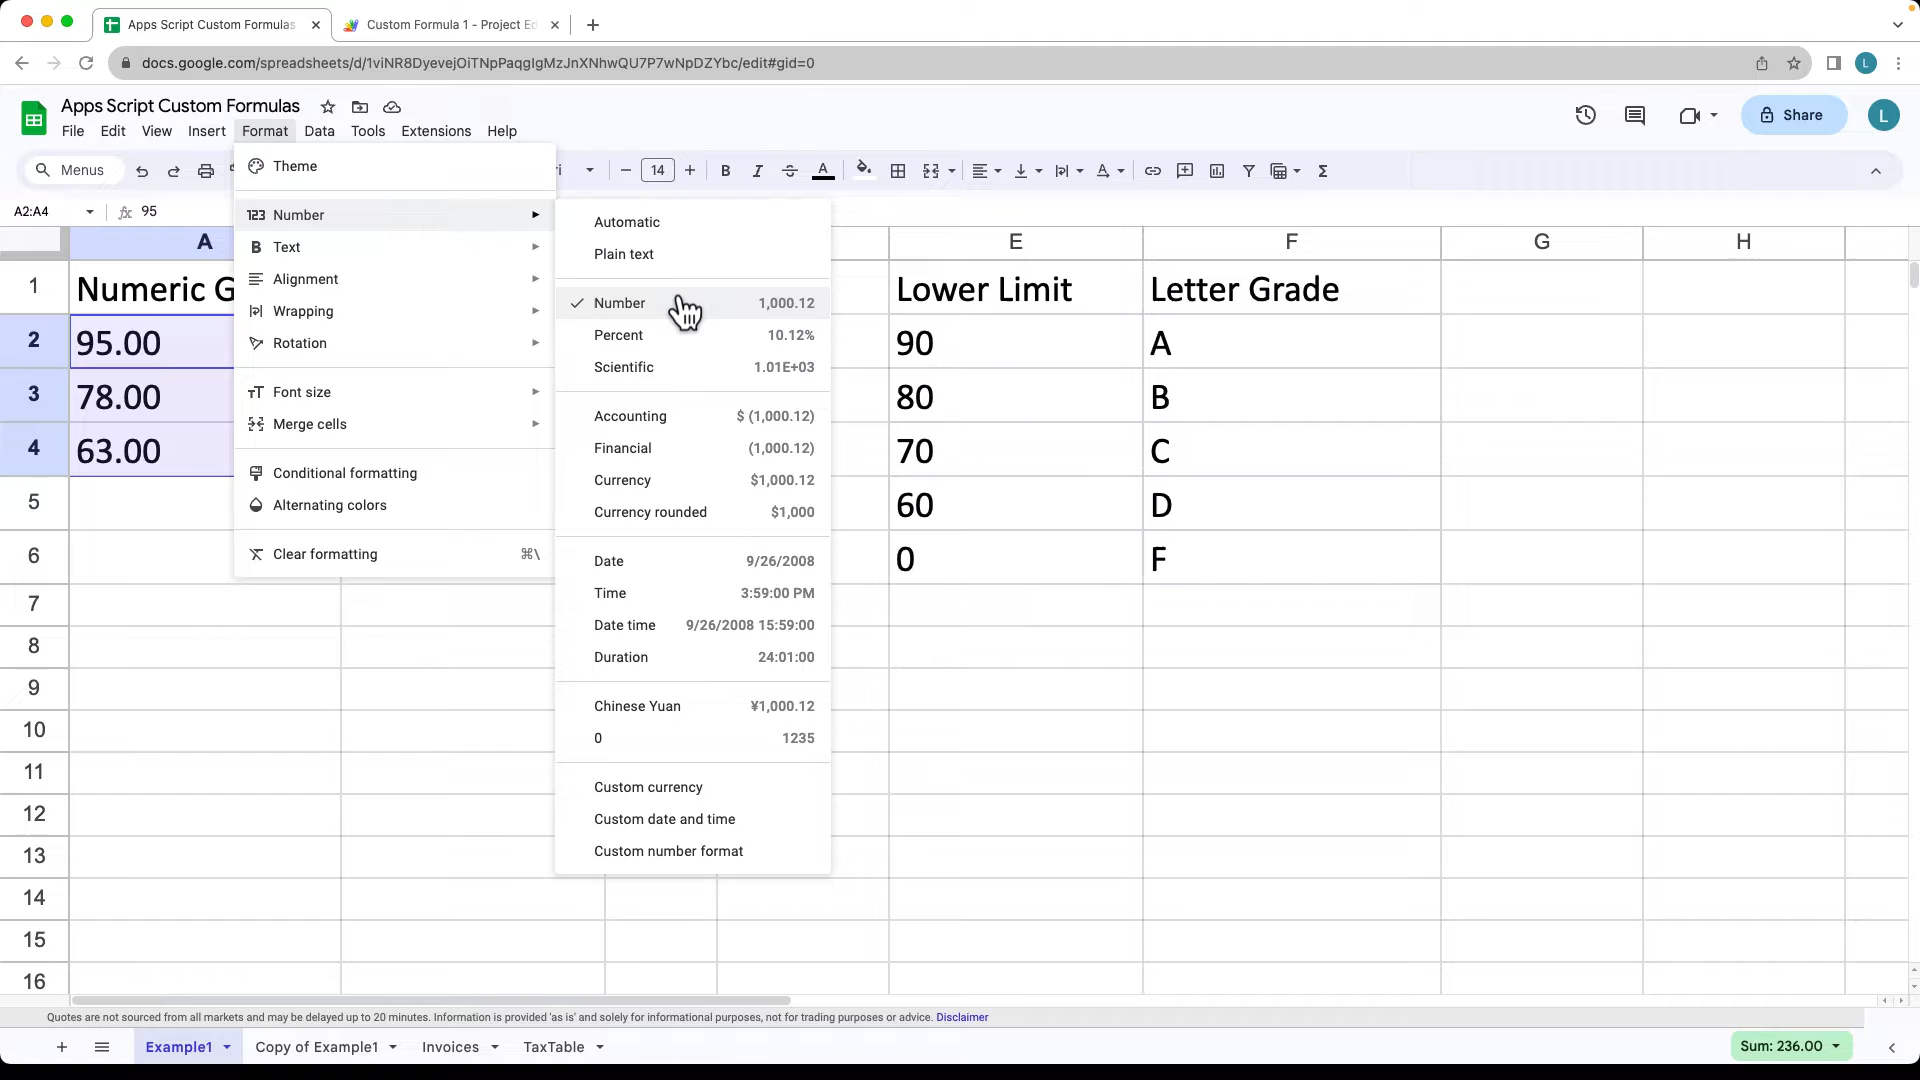 Apps Script Custom Formulas
Custom Formula 1 - Project Ed
docs.google.com/spreadsheets/d/1viNR8DyevejOiTNpPaqgIgMzJnXNhwQU7P7wNpDZYbc/edit#gid=0
L
Apps Script Custom Formulas
File Edit View Insert Format Data Tools Extensions Help
Share
L
Menus
14
B I A
A2:A4
fx 95
Theme
123 Number
B Text
Alignment
Wrapping
Rotation
Font size
Merge cells
Conditional formatting
Alternating colors
Clear formatting ⌘\
Automatic
Plain text
Number 1,000.12
Percent 10.12%
Scientific 1.01E+03
Accounting $ (1,000.12)
Financial (1,000.12)
Currency $1,000.12
Currency rounded $1,000
Date 9/26/2008
Time 3:59:00 PM
Date time 9/26/2008 15:59:00
Duration 24:01:00
Chinese Yuan ¥1,000.12
0 1235
Custom currency
Custom date and time
Custom number format
A E F G H
1 Numeric G Lower Limit Letter Grade
2 95.00 90 A
3 78.00 80 B
4 63.00 70 C
5 60 D
6 0 F
7
8
9
10
11
12
13
14
15
16
Quotes are not sourced from all markets and may be delayed up to 20 minutes. Information is provided 'as is' and solely for informational purposes, not for trading purposes or advice. Disclaimer
Example1 Copy of Example1 Invoices TaxTable
Sum: 236.00